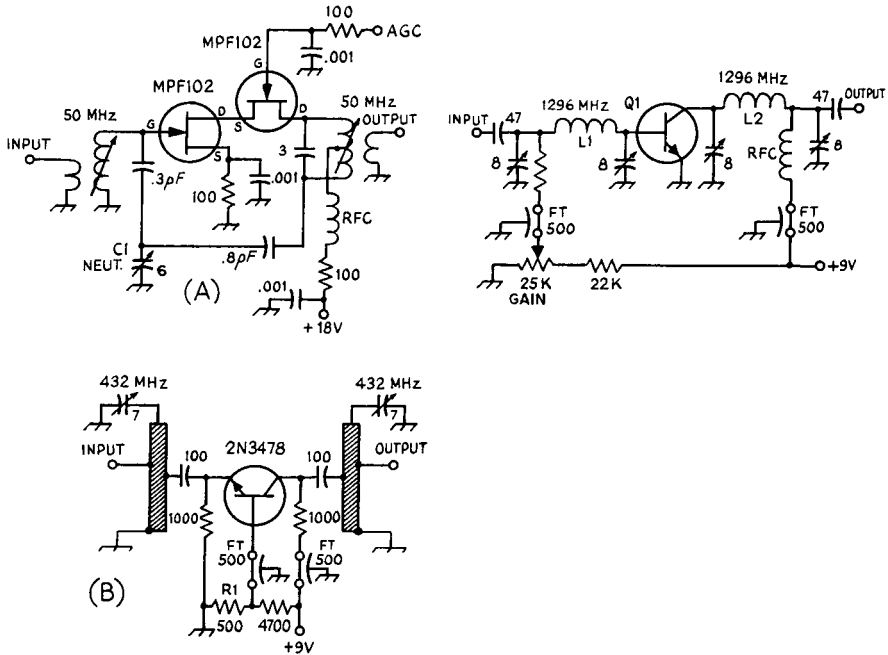 100
AGC
MPF102
G
.001
MPF102
D
S
D
50 MHz
G
50 MHz
OUTPUT
INPUT
S
3
.3pF
100
.001
RFC
C1
NEUT.
6
.8pF
100
(A)
.001
+18V
1296 MHz
Q1
1296 MHz
47
OUTPUT
INPUT
47
L2
L1
8
8
8
RFC
8
FT
500
FT
500
25K
GAIN
22K
+9V
432 MHz
7
432 MHz
7
INPUT
100
2N3478
100
OUTPUT
1000
1000
FT
500
FT
500
(B)
R1
500
4700
+9V